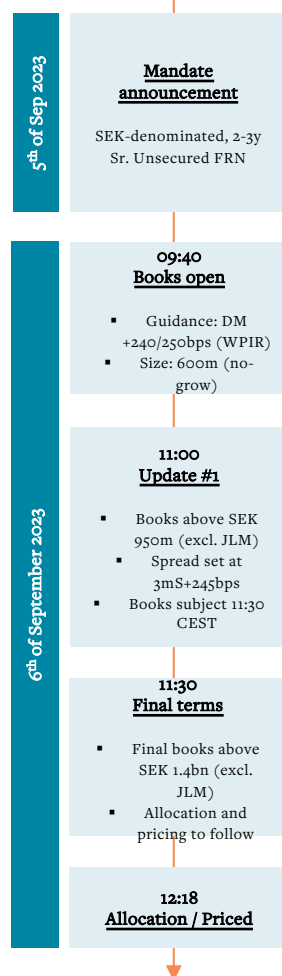 5th of Sep 2023
Mandate
announcement
SEK-denominated, 2-3y
Sr. Unsecured FRN
6th of September 2023
09:40
Books open
▪ Guidance: DM
+240/250bps (WPIR)
▪ Size: 600m (no-
grow)
11:00
Update #1
▪ Books above SEK
950m (excl. JLM)
▪ Spread set at
3mS+245bps
▪ Books subject 11:30
CEST
11:30
Final terms
▪ Final books above
SEK 1.4bn (excl.
JLM)
▪ Allocation and
pricing to follow
12:18
Allocation / Priced